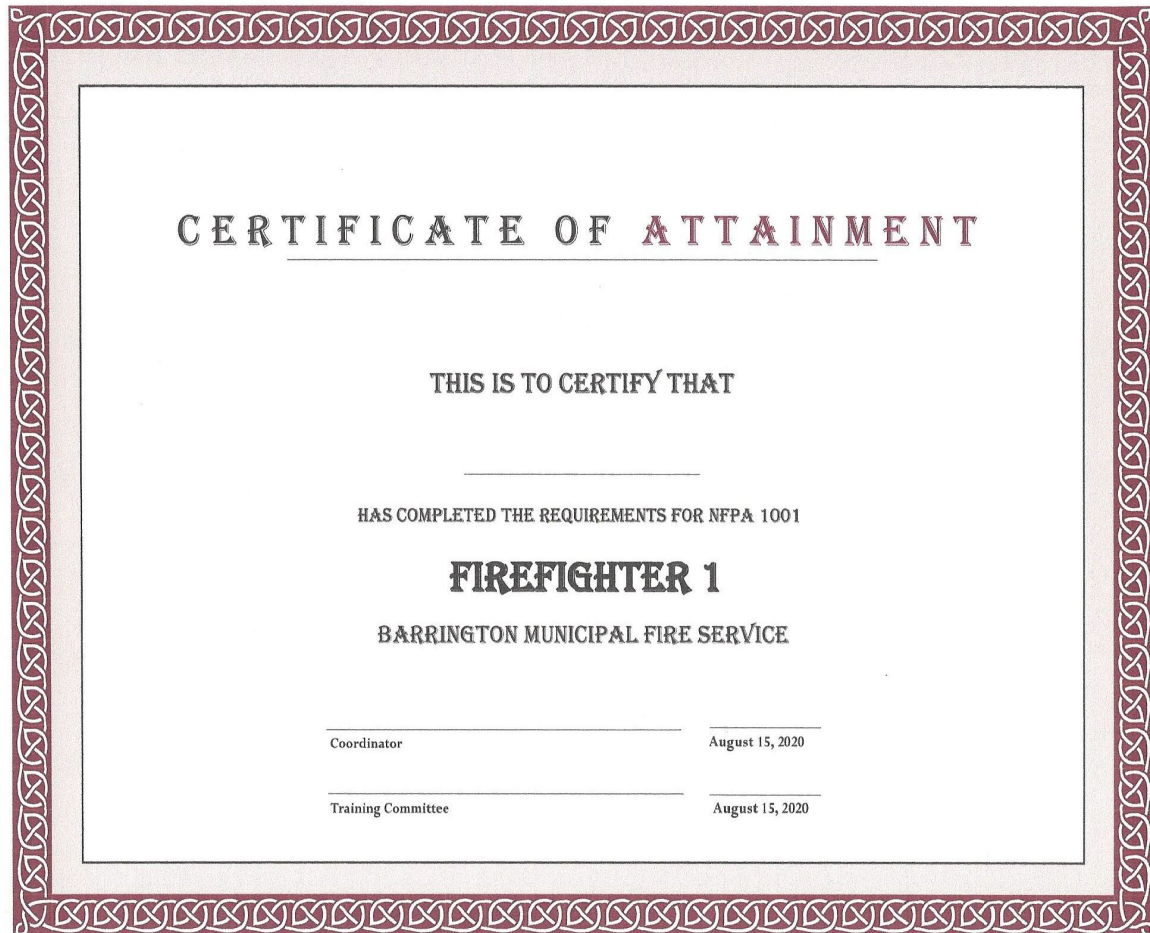 CERTIFICATE OF ATTAINMENT
THIS IS TO CERTIFY THAT
HAS COMPLETED THE REQUIREMENTS FOR NFPA 1001
FIREFIGHTER 1
BARRINGTON MUNICIPAL FIRE SERVICE
Coordinator August 15, 2020
Training Committee August 15, 2020